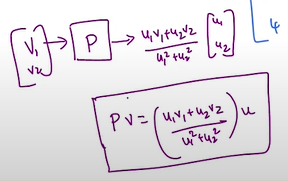 [v₁ v₂] → P → (u₁v₁+u₂v₂)/(u₁²+u₂²) [u₁ u₂]
Pv = ((u₁v₁+u₂v₂)/(u₁²+u₂²)) u